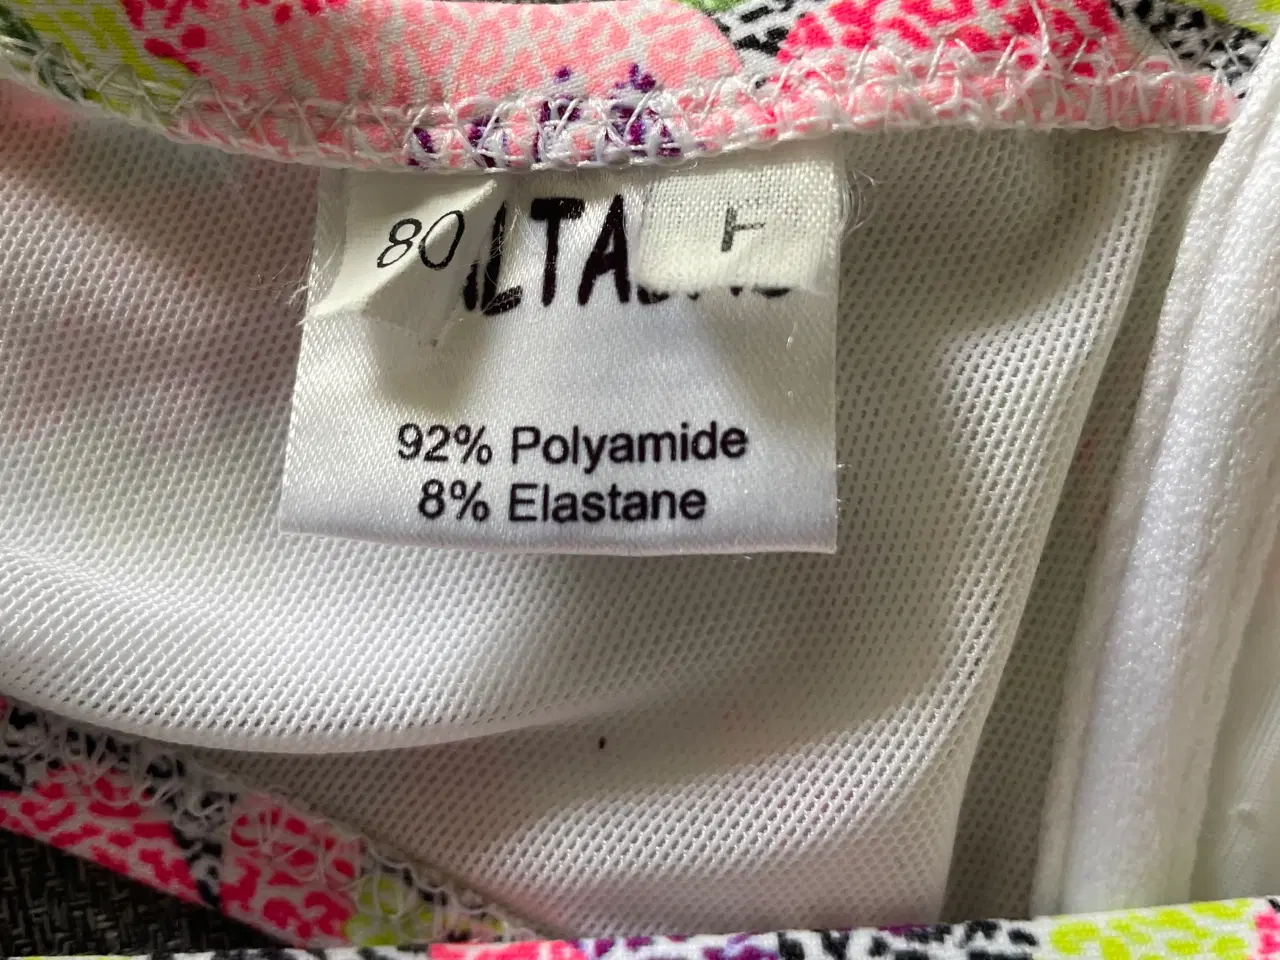 80
92% Polyamide
8% Elastane